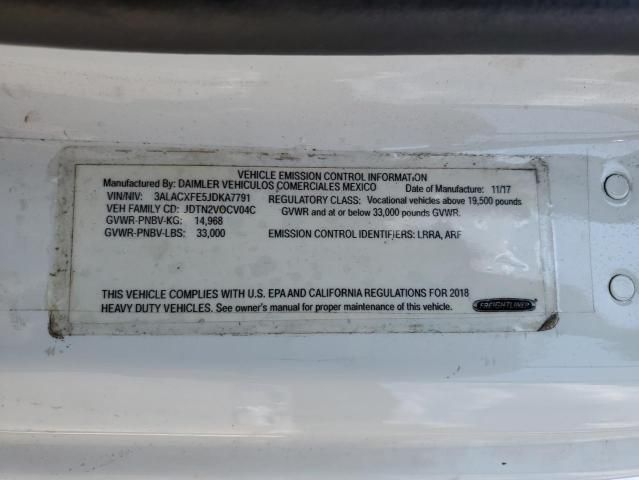 VEHICLE EMISSION CONTROL INFORMATION
Manufactured By: DAIMLER VEHICULOS COMERCIALES MEXICO Date of Manufacture: 11/17
VIN/NIV: 3ALACXFE5JDKA7791 REGULATORY CLASS: Vocational vehicles above 19,500 pounds
VEH FAMILY CD: JDTN2VOCV04C GVWR and at or below 33,000 pounds GVWR.
GVWR-PNBV-KG: 14,968
GVWR-PNBV-LBS: 33,000 EMISSION CONTROL IDENTIFIERS: LRRA, ARF
THIS VEHICLE COMPLIES WITH U.S. EPA AND CALIFORNIA REGULATIONS FOR 2018
HEAVY DUTY VEHICLES. See owner's manual for proper maintenance of this vehicle. FREIGHTLINER